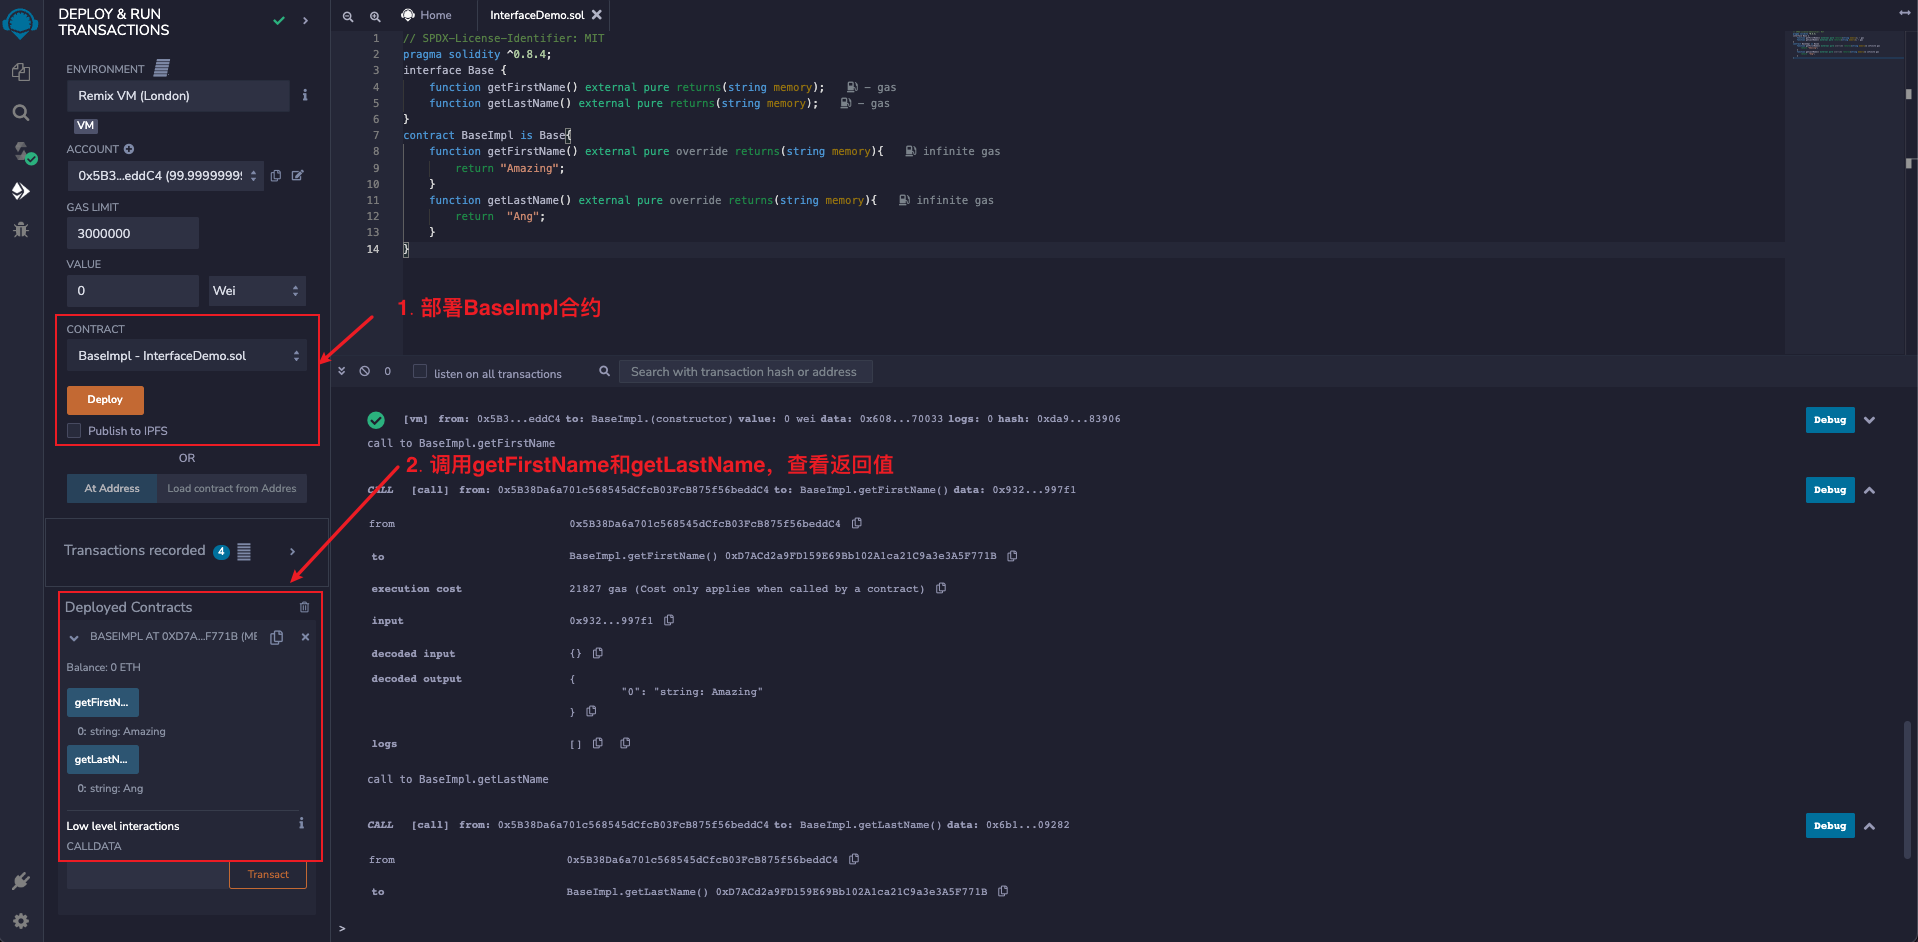 DEPLOY & RUN
TRANSACTIONS
ENVIRONMENT
Remix VM (London)
VM
ACCOUNT
0x5B3...eddC4 (99.9999999
GAS LIMIT
3000000
VALUE
0
Wei
CONTRACT
BaseImpl - InterfaceDemo.sol
Deploy
Publish to IPFS
OR
At Address
Load contract from Addres
Transactions recorded 4
Deployed Contracts
BASEIMPL AT 0XD7A...F771B (ME
Balance: 0 ETH
getFirstN...
0: string: Amazing
getLastN...
0: string: Ang
Low level interactions
CALLDATA
Transact
Home
InterfaceDemo.sol
1 // SPDX-License-Identifier: MIT
2 pragma solidity ^0.8.4;
3 interface Base {
4 function getFirstName() external pure returns(string memory); - gas
5 function getLastName() external pure returns(string memory); - gas
6 }
7 contract BaseImpl is Base{
8 function getFirstName() external pure override returns(string memory){ infinite gas
9 return "Amazing";
10 }
11 function getLastName() external pure override returns(string memory){ infinite gas
12 return "Ang";
13 }
14 }
1. 部署BaseImpl合约
0
listen on all transactions
Search with transaction hash or address
[vm] from: 0x5B3...eddC4 to: BaseImpl.(constructor) value: 0 wei data: 0x608...70033 logs: 0 hash: 0xda9...83906
Debug
call to BaseImpl.getFirstName
2. 调用getFirstName和getLastName，查看返回值
CALL [call] from: 0x5B38Da6a701c568545dCfcB03FcB875f56beddC4 to: BaseImpl.getFirstName() data: 0x932...997f1
Debug
from 0x5B38Da6a701c568545dCfcB03FcB875f56beddC4
to BaseImpl.getFirstName() 0xD7ACd2a9FD159E69Bb102A1ca21C9a3e3A5F771B
execution cost 21827 gas (Cost only applies when called by a contract)
input 0x932...997f1
decoded input {}
decoded output {
"0": "string: Amazing"
}
logs []
call to BaseImpl.getLastName
CALL [call] from: 0x5B38Da6a701c568545dCfcB03FcB875f56beddC4 to: BaseImpl.getLastName() data: 0x6b1...09282
Debug
from 0x5B38Da6a701c568545dCfcB03FcB875f56beddC4
to BaseImpl.getLastName() 0xD7ACd2a9FD159E69Bb102A1ca21C9a3e3A5F771B
>